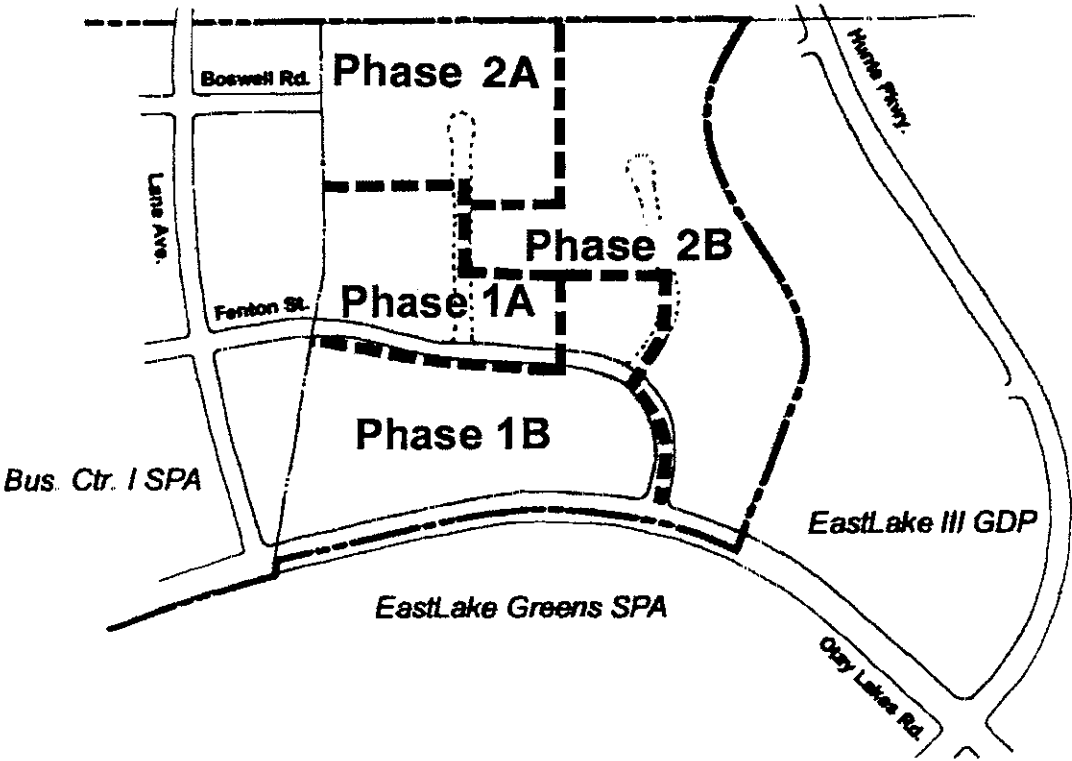 Hunte Pkwy.
Boswell Rd.
Phase 2A
Lane Ave.
Phase 2B
Fenton St.
Phase 1A
Phase 1B
Bus. Ctr. I SPA
EastLake III GDP
EastLake Greens SPA
Otay Lakes Rd.